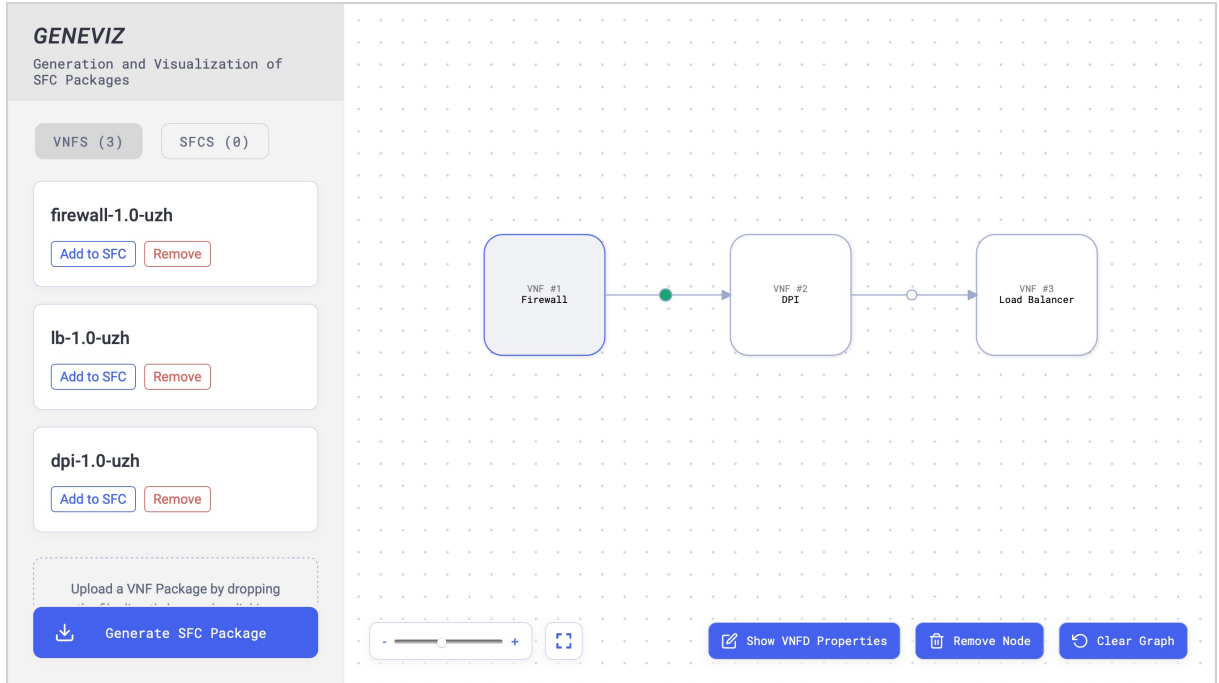 GENEVIZ
Generation and Visualization of
SFC Packages
VNFS (3)
SFCS (0)
firewall-1.0-uzh
Add to SFC
Remove
lb-1.0-uzh
Add to SFC
Remove
dpi-1.0-uzh
Add to SFC
Remove
Upload a VNF Package by dropping
Generate SFC Package
VNF #1
Firewall
VNF #2
DPI
VNF #3
Load Balancer
-
+
Show VNFD Properties
Remove Node
Clear Graph